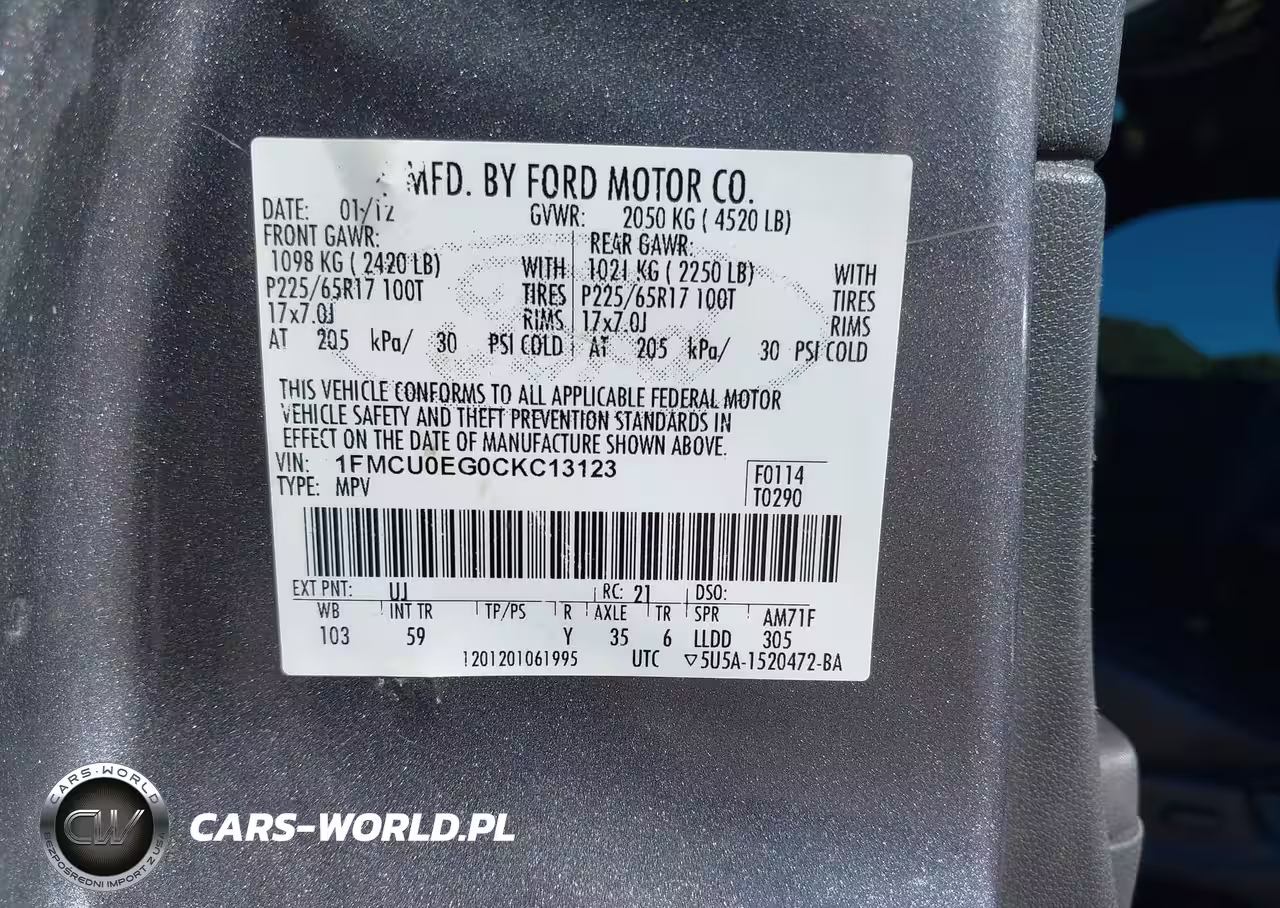 MFD. BY FORD MOTOR CO.
DATE: 01/12 GVWR: 2050 KG ( 4520 LB)
FRONT GAWR: REAR GAWR:
1098 KG ( 2420 LB) WITH 1021 KG ( 2250 LB) WITH
P225/65R17 100T TIRES P225/65R17 100T TIRES
17x7.0J RIMS 17x7.0J RIMS
AT 205 kPa/ 30 PSI COLD AT 205 kPa/ 30 PSI COLD
THIS VEHICLE CONFORMS TO ALL APPLICABLE FEDERAL MOTOR
VEHICLE SAFETY AND THEFT PREVENTION STANDARDS IN
EFFECT ON THE DATE OF MANUFACTURE SHOWN ABOVE.
VIN: 1FMCU0EG0CKC13123 F0114
TYPE: MPV T0290
EXT PNT: UJ RC: 21 DSO:
WB INT TR TP/PS R AXLE TR SPR AM71F
103 59 Y 35 6 LLDD 305
1201201061995 UTC ▽5U5A-1520472-BA
CARS-WORLD
CW
BEZPOŚREDNI IMPORT Z USA
CARS-WORLD.PL